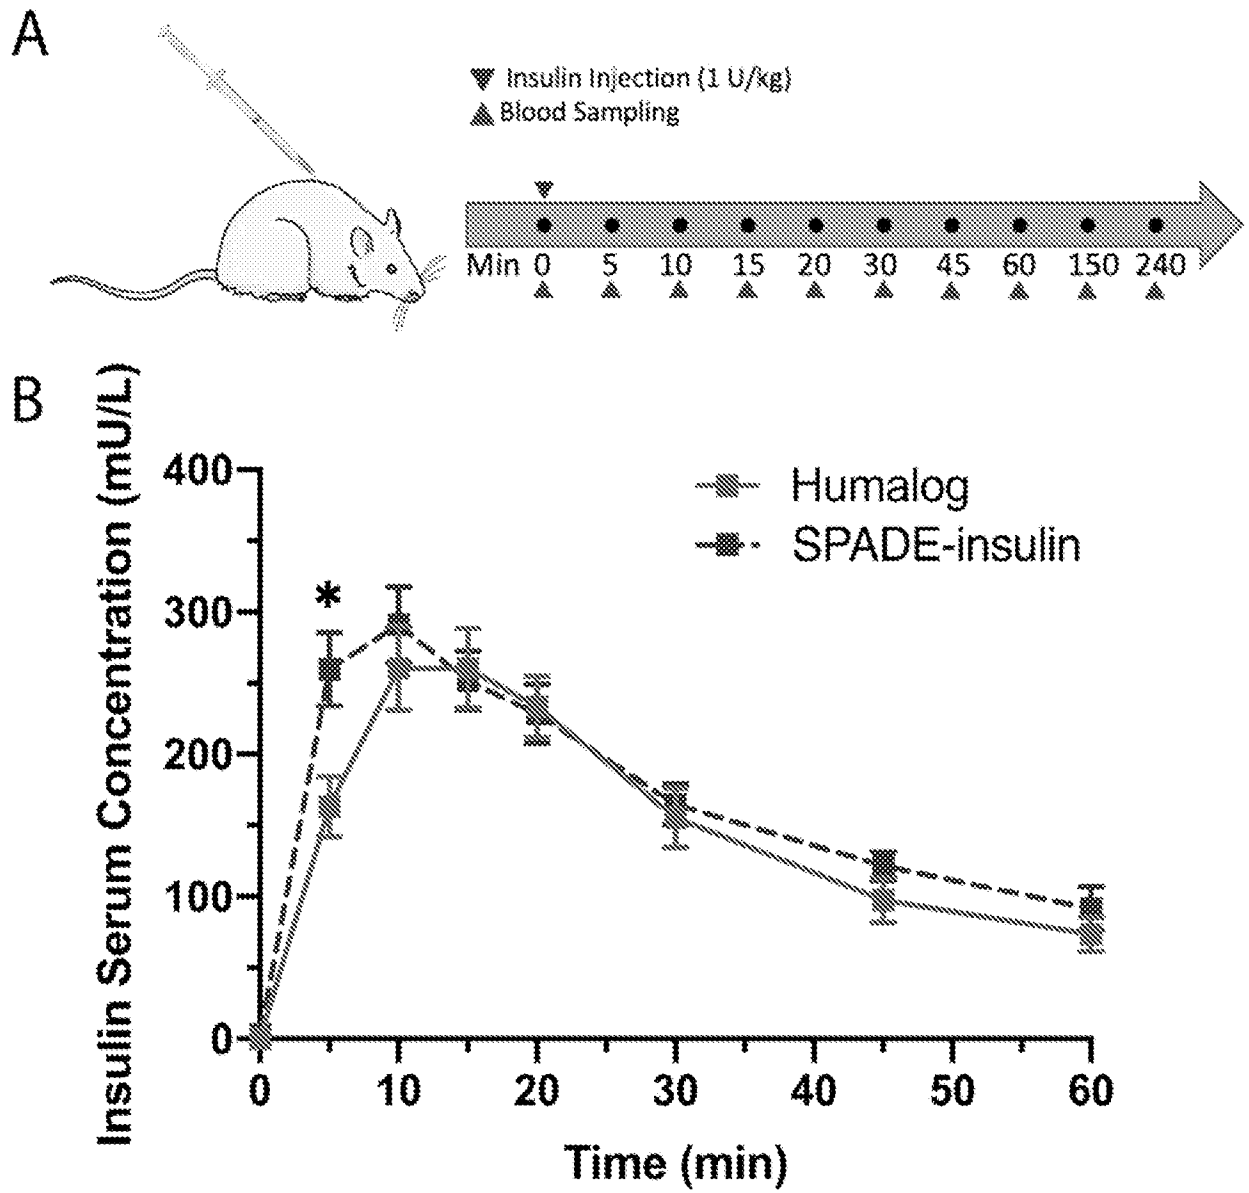 A
Insulin Injection (1 U/kg)
Blood Sampling
Min 0 5 10 15 20 30 45 60 150 240
B
Insulin Serum Concentration (mU/L)
400
300
200
100
0
*
Humalog
SPADE-insulin
0 10 20 30 40 50 60
Time (min)